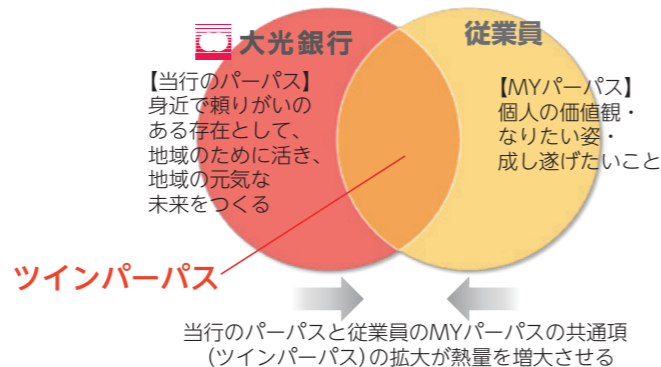 大光銀行
【当行のパーパス】
身近で頼りがいの
ある存在として、
地域のために活き、
地域の元気な
未来をつくる
従業員
【MYパーパス】
個人の価値観・
なりたい姿・
成し遂げたいこと
ツインパーパス
当行のパーパスと従業員のMYパーパスの共通項
（ツインパーパス）の拡大が熱量を増大させる